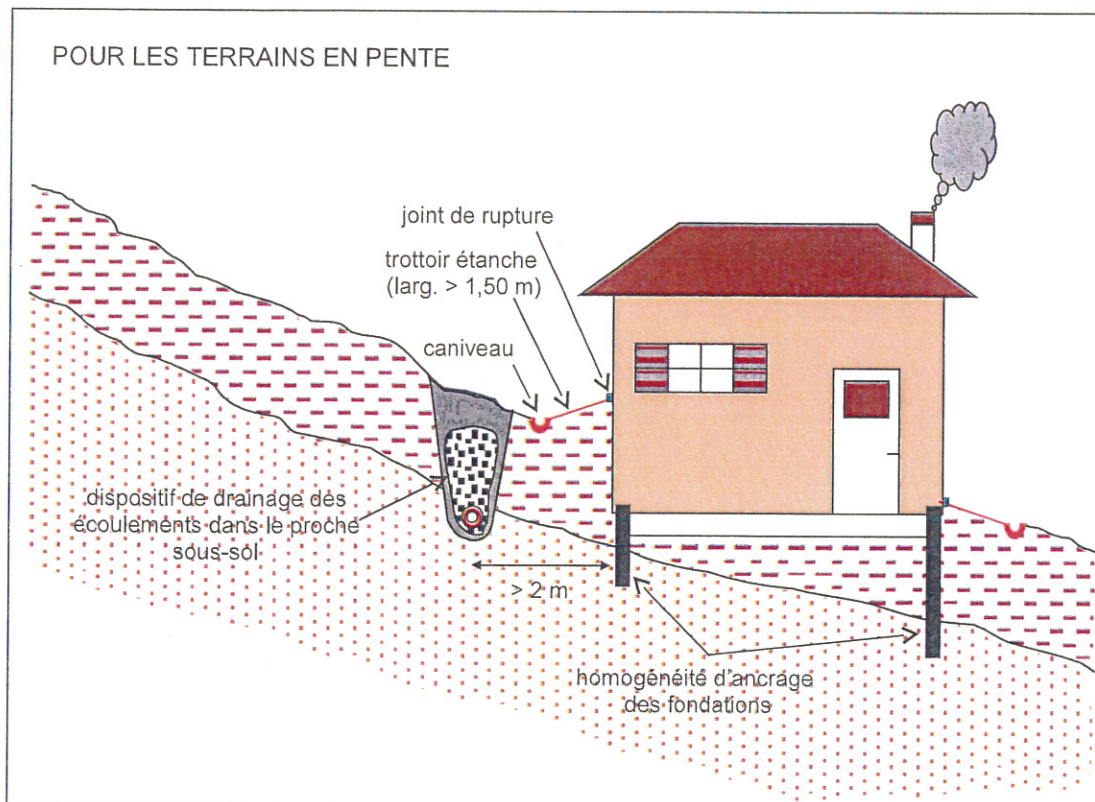 POUR LES TERRAINS EN PENTE
joint de rupture
trottoir étanche
(larg. > 1,50 m)
caniveau
dispositif de drainage des
écoulements dans le proche
sous-sol
> 2 m
homogénéité d'ancrage
des fondations